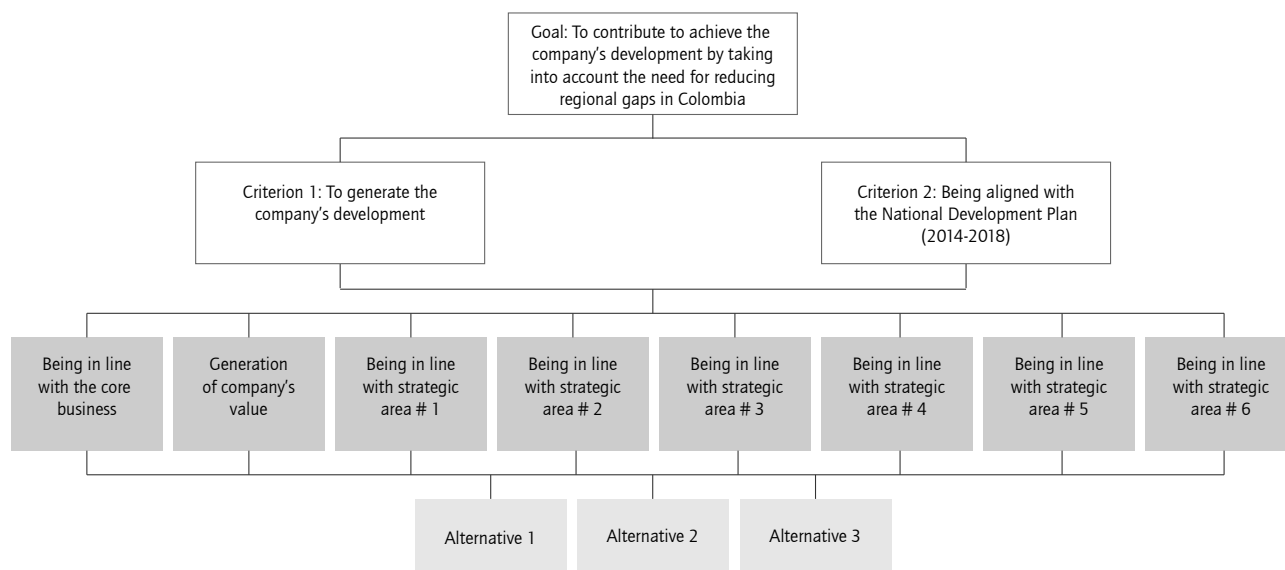 Goal: To contribute to achieve the
company's development by taking
into account the need for reducing
regional gaps in Colombia
Criterion 1: To generate the
company's development
Criterion 2: Being aligned with
the National Development Plan
(2014-2018)
Being in line
with the core
business
Generation
of company's
value
Being in line
with strategic
area # 1
Being in line
with strategic
area # 2
Being in line
with strategic
area # 3
Being in line
with strategic
area # 4
Being in line
with strategic
area # 5
Being in line
with strategic
area # 6
Alternative 1
Alternative 2
Alternative 3